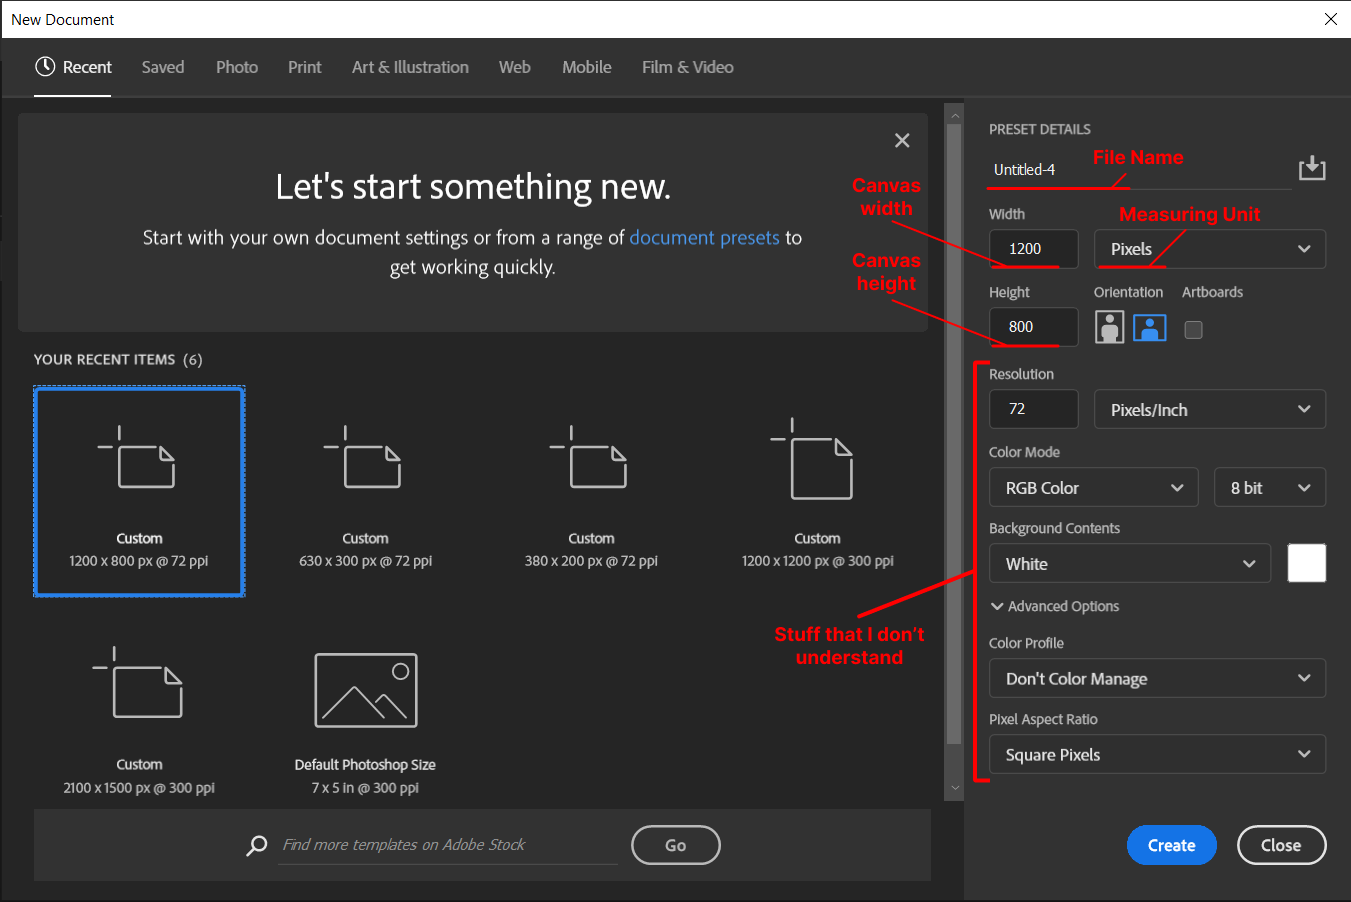 New Document
Recent Saved Photo Print Art & Illustration Web Mobile Film & Video
Let's start something new.
Start with your own document settings or from a range of document presets to
get working quickly.
YOUR RECENT ITEMS (6)
Custom
1200 x 800 px @ 72 ppi
Custom
630 x 300 px @ 72 ppi
Custom
380 x 200 px @ 72 ppi
Custom
1200 x 1200 px @ 300 ppi
Custom
2100 x 1500 px @ 300 ppi
Default Photoshop Size
7 x 5 in @ 300 ppi
Find more templates on Adobe Stock
Go
PRESET DETAILS
Untitled-4
File Name
Canvas
width
Width
Measuring Unit
1200
Pixels
Canvas
height
Height
Orientation
Artboards
800
Stuff that I don't
understand
Resolution
72
Pixels/Inch
Color Mode
RGB Color
8 bit
Background Contents
White
Advanced Options
Color Profile
Don't Color Manage
Pixel Aspect Ratio
Square Pixels
Create
Close